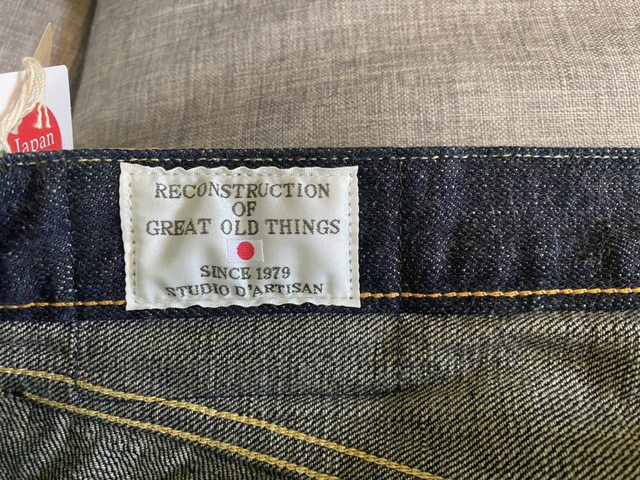 Japan
RECONSTRUCTION
OF
GREAT OLD THINGS
SINCE 1979
STUDIO D'ARTISAN